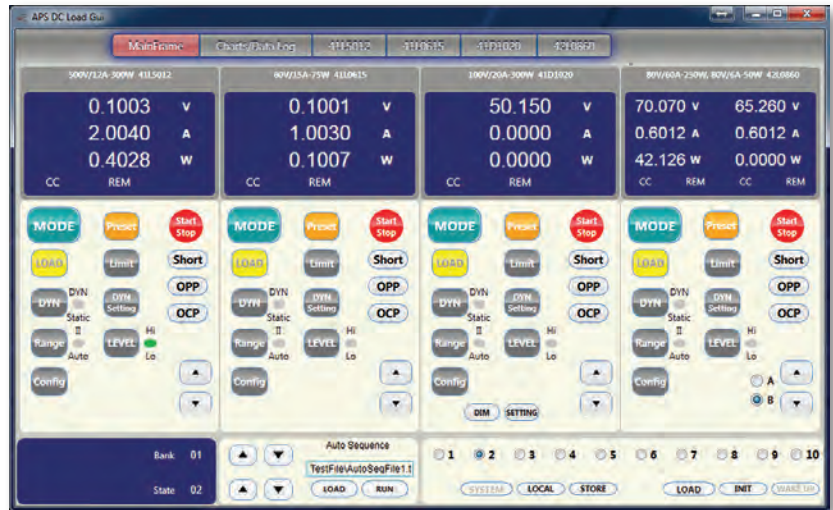 APS DC Load Gui
MainFrame Charts/Data Log 41L5012 41L0615 41D1020 42L0860
500V/12A-300W 41L5012 60V/15A-75W 41L0615 100V/20A-300W 41D1020 80V/60A-250W, 80V/6A-50W 42L0860
0.1003 V 0.1001 V 50.150 V 70.070 V 65.260 V
2.0040 A 1.0030 A 0.0000 A 0.6012 A 0.6012 A
0.4028 W 0.1007 W 0.0000 W 42.126 W 0.0000 W
CC REM CC REM CC REM CC REM CC REM
MODE Preset Start Stop MODE Preset Start Stop MODE Preset Start Stop MODE Preset Start Stop
LOAD Limit Short LOAD Limit Short LOAD Limit Short LOAD Limit Short
DYN DYN Static DYN Setting OPP OCP DYN DYN Static DYN Setting OPP OCP DYN DYN Static DYN Setting OPP OCP DYN DYN Static DYN Setting OPP OCP
Range II Auto LEVEL Hi Lo Range II Auto LEVEL Hi Lo Range II Auto LEVEL Hi Lo Range II Auto LEVEL Hi Lo
Config Config Config Config A
B
DIM SETTING
Bank 01 Auto Sequence 1 2 3 4 5 6 7 8 9 10
TestFile\AutoSeqFile1.t
State 02 LOAD RUN SYSTEM LOCAL STORE LOAD INIT WAKE UP